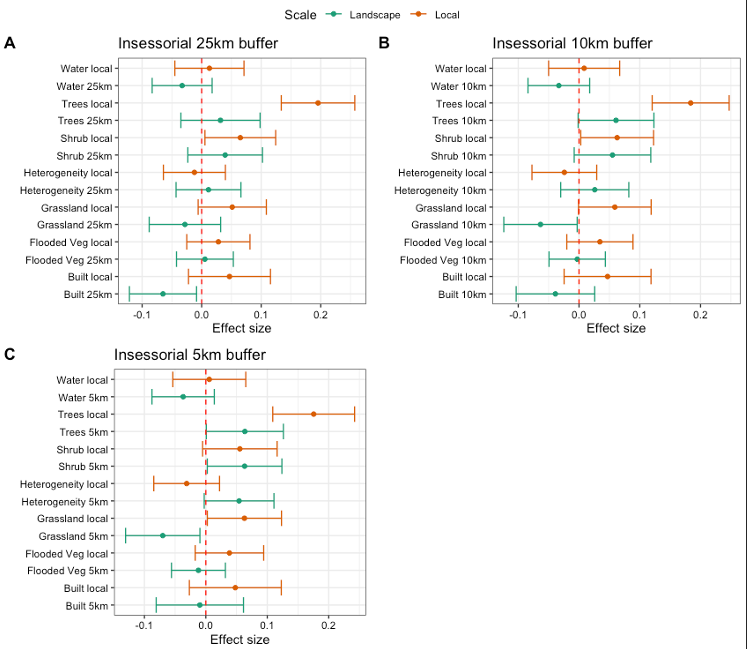 Scale Landscape Local
A Insessorial 25km buffer
Water local
Water 25km
Trees local
Trees 25km
Shrub local
Shrub 25km
Heterogeneity local
Heterogeneity 25km
Grassland local
Grassland 25km
Flooded Veg local
Flooded Veg 25km
Built local
Built 25km
-0.1 0.0 0.1 0.2
Effect size
B Insessorial 10km buffer
Water local
Water 10km
Trees local
Trees 10km
Shrub local
Shrub 10km
Heterogeneity local
Heterogeneity 10km
Grassland local
Grassland 10km
Flooded Veg local
Flooded Veg 10km
Built local
Built 10km
-0.1 0.0 0.1 0.2
Effect size
C Insessorial 5km buffer
Water local
Water 5km
Trees local
Trees 5km
Shrub local
Shrub 5km
Heterogeneity local
Heterogeneity 5km
Grassland local
Grassland 5km
Flooded Veg local
Flooded Veg 5km
Built local
Built 5km
-0.1 0.0 0.1 0.2
Effect size